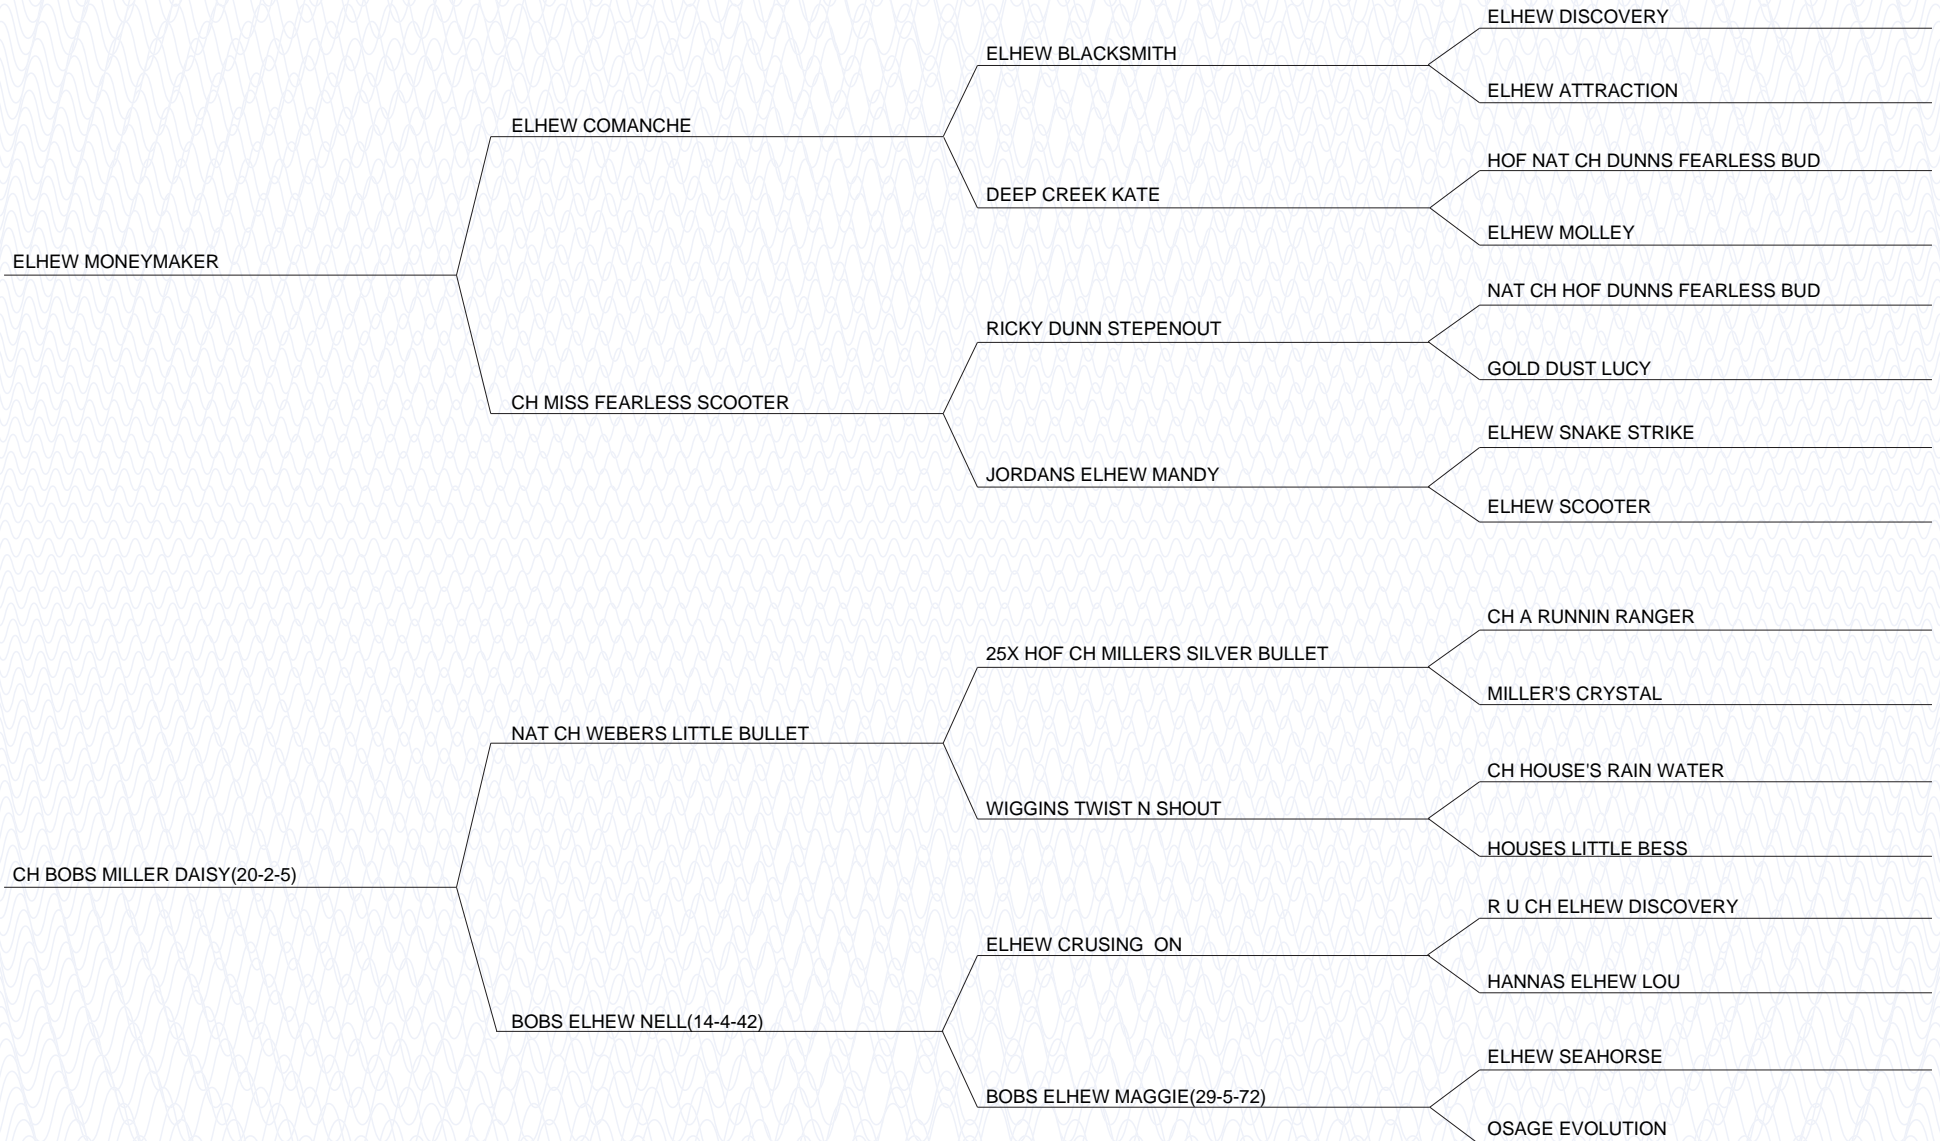 ELHEW DISCOVERY
ELHEW BLACKSMITH
ELHEW ATTRACTION
ELHEW COMANCHE
HOF NAT CH DUNNS FEARLESS BUD
DEEP CREEK KATE
ELHEW MOLLEY
ELHEW MONEYMAKER
NAT CH HOF DUNNS FEARLESS BUD
RICKY DUNN STEPENOUT
GOLD DUST LUCY
CH MISS FEARLESS SCOOTER
ELHEW SNAKE STRIKE
JORDANS ELHEW MANDY
ELHEW SCOOTER
CH A RUNNIN RANGER
25X HOF CH MILLERS SILVER BULLET
MILLER'S CRYSTAL
NAT CH WEBERS LITTLE BULLET
CH HOUSE'S RAIN WATER
WIGGINS TWIST N SHOUT
HOUSES LITTLE BESS
CH BOBS MILLER DAISY(20-2-5)
R U CH ELHEW DISCOVERY
ELHEW CRUSING  ON
HANNAS ELHEW LOU
BOBS ELHEW NELL(14-4-42)
ELHEW SEAHORSE
BOBS ELHEW MAGGIE(29-5-72)
OSAGE EVOLUTION